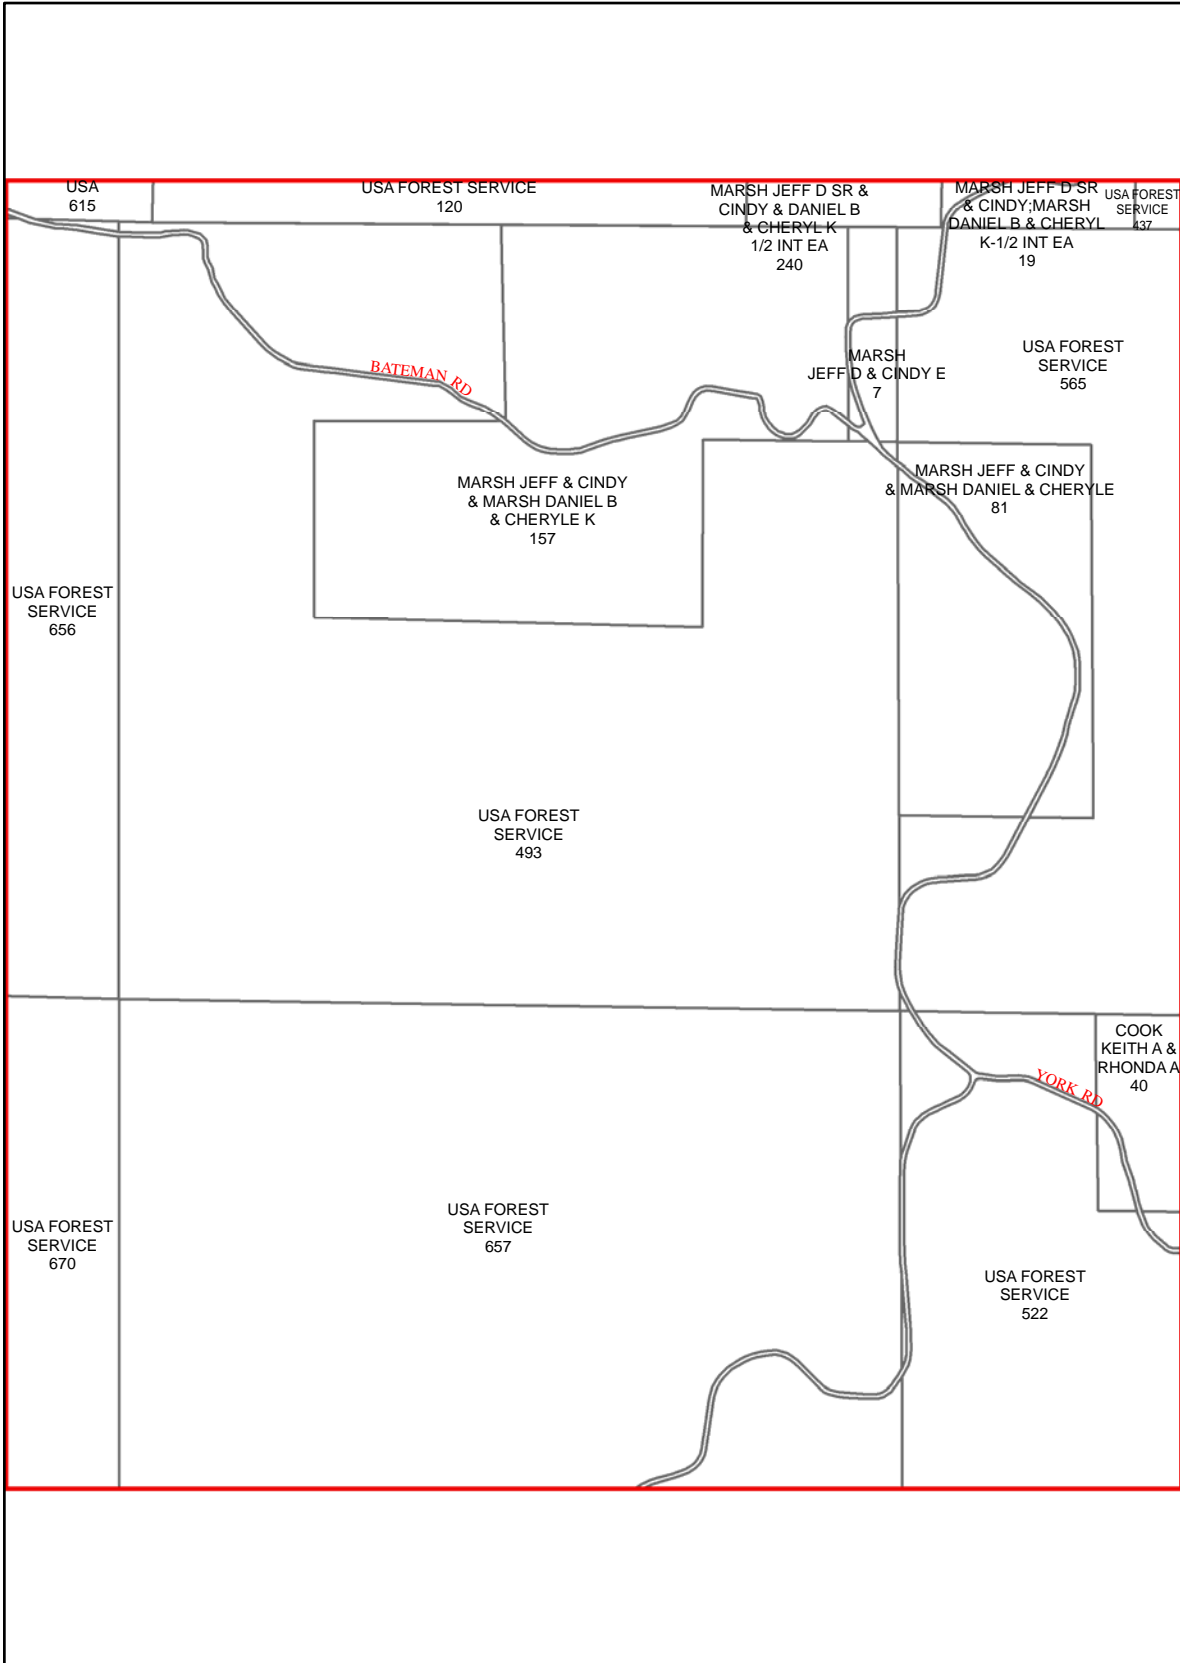 USA
615
USA FOREST SERVICE
120
MARSH JEFF D SR &
CINDY & DANIEL B
& CHERYL K
1/2 INT EA
240
MARSH JEFF D SR
& CINDY;MARSH
DANIEL B & CHERYL
K-1/2 INT EA
19
USA FOREST
SERVICE
437
MARSH
JEFF D & CINDY E
7
USA FOREST
SERVICE
565
BATEMAN RD
MARSH JEFF & CINDY
& MARSH DANIEL B
& CHERYLE K
157
MARSH JEFF & CINDY
& MARSH DANIEL & CHERYLE
81
USA FOREST
SERVICE
656
USA FOREST
SERVICE
493
COOK
KEITH A &
RHONDA A
40
YORK RD
USA FOREST
SERVICE
670
USA FOREST
SERVICE
657
USA FOREST
SERVICE
522